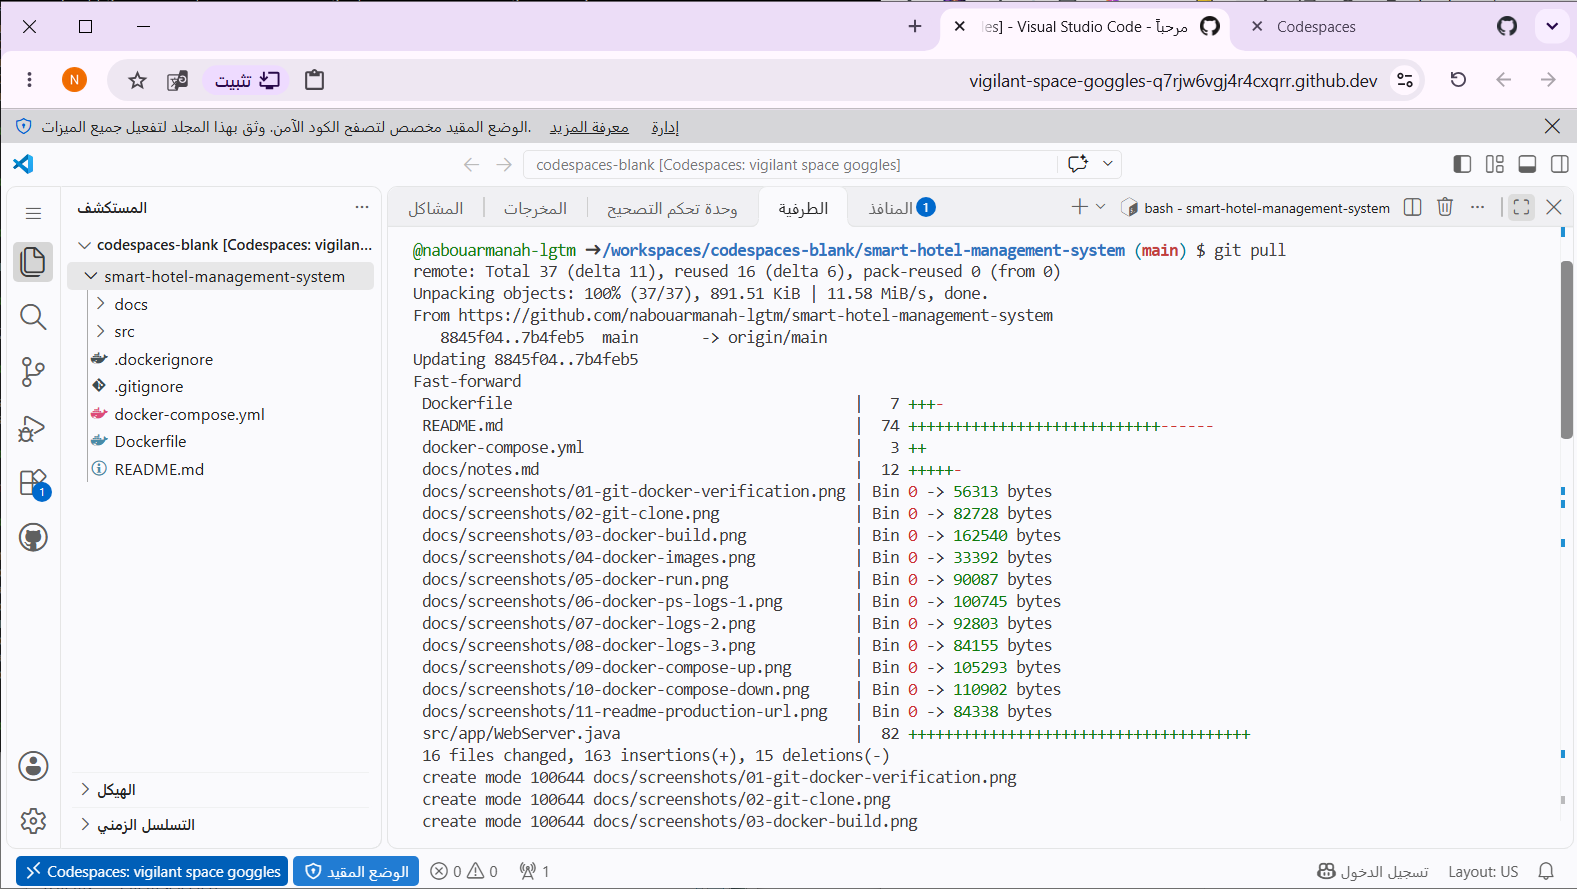 [les] - Visual Studio Code - مرحباً
Codespaces
N
تثبيت
vigilant-space-goggles-q7rjw6vgj4r4cxqrr.github.dev
الوضع المقيد مخصص لتصفح الكود الآمن. وثق بهذا المجلد لتفعيل جميع الميزات.
معرفة المزيد
إدارة
codespaces-blank [Codespaces: vigilant space goggles]
المستكشف
codespaces-blank [Codespaces: vigilan...
smart-hotel-management-system
docs
src
.dockerignore
.gitignore
docker-compose.yml
Dockerfile
README.md
1
الهيكل
التسلسل الزمني
المشاكل
المخرجات
وحدة تحكم التصحيح
الطرفية
المنافذ 1
bash - smart-hotel-management-system
@nabouarmanah-lgtm ➜/workspaces/codespaces-blank/smart-hotel-management-system (main) $ git pull
remote: Total 37 (delta 11), reused 16 (delta 6), pack-reused 0 (from 0)
Unpacking objects: 100% (37/37), 891.51 KiB | 11.58 MiB/s, done.
From https://github.com/nabouarmanah-lgtm/smart-hotel-management-system
8845f04..7b4feb5 main -> origin/main
Updating 8845f04..7b4feb5
Fast-forward
Dockerfile | 7 +++-
README.md | 74 ++++++++++++++++++++++++++++------
docker-compose.yml | 3 ++
docs/notes.md | 12 +++++-
docs/screenshots/01-git-docker-verification.png | Bin 0 -> 56313 bytes
docs/screenshots/02-git-clone.png | Bin 0 -> 82728 bytes
docs/screenshots/03-docker-build.png | Bin 0 -> 162540 bytes
docs/screenshots/04-docker-images.png | Bin 0 -> 33392 bytes
docs/screenshots/05-docker-run.png | Bin 0 -> 90087 bytes
docs/screenshots/06-docker-ps-logs-1.png | Bin 0 -> 100745 bytes
docs/screenshots/07-docker-logs-2.png | Bin 0 -> 92803 bytes
docs/screenshots/08-docker-logs-3.png | Bin 0 -> 84155 bytes
docs/screenshots/09-docker-compose-up.png | Bin 0 -> 105293 bytes
docs/screenshots/10-docker-compose-down.png | Bin 0 -> 110902 bytes
docs/screenshots/11-readme-production-url.png | Bin 0 -> 84338 bytes
src/app/WebServer.java | 82 ++++++++++++++++++++++++++++++++++++++
16 files changed, 163 insertions(+), 15 deletions(-)
create mode 100644 docs/screenshots/01-git-docker-verification.png
create mode 100644 docs/screenshots/02-git-clone.png
create mode 100644 docs/screenshots/03-docker-build.png
Codespaces: vigilant space goggles
الوضع المقيد
0 0
1
تسجيل الدخول
Layout: US